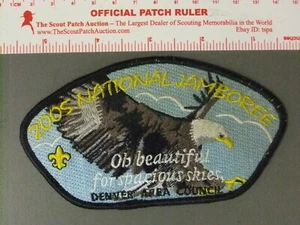 OFFICIAL PATCH RULER
The Scout Patch Auction - The Largest Dealer of Scouting Memorabilia in the World
www.TheScoutPatchAuction.com
Ebay ID: tspa
2005 NATIONAL JAMBOREE
Oh beautiful
for spacious skies,
DENVER AREA COUNCIL